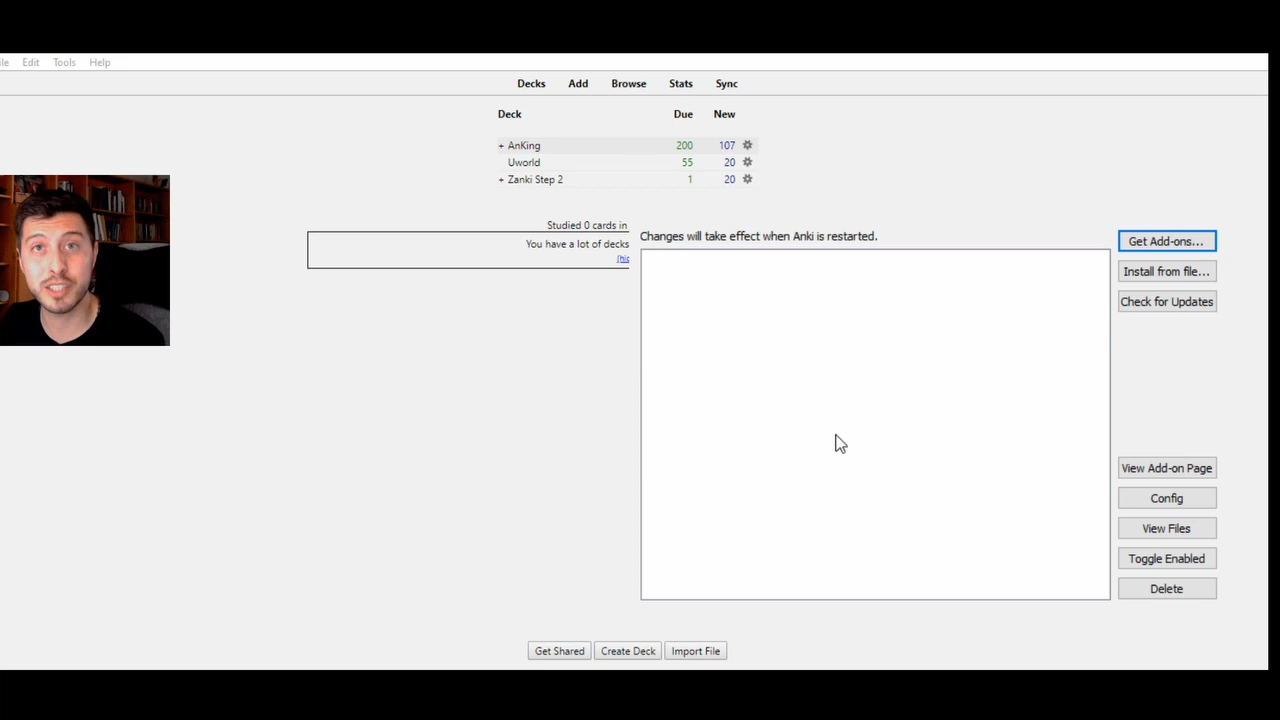 Edit Tools Help
Decks Add Browse Stats Sync
Deck Due New
+ AnKing 200 107
Uworld 55 20
+ Zanki Step 2 1 20
Studied 0 cards in
You have a lot of decks
Changes will take effect when Anki is restarted.
Get Add-ons...
Install from file...
Check for Updates
View Add-on Page
Config
View Files
Toggle Enabled
Delete
Get Shared Create Deck Import File